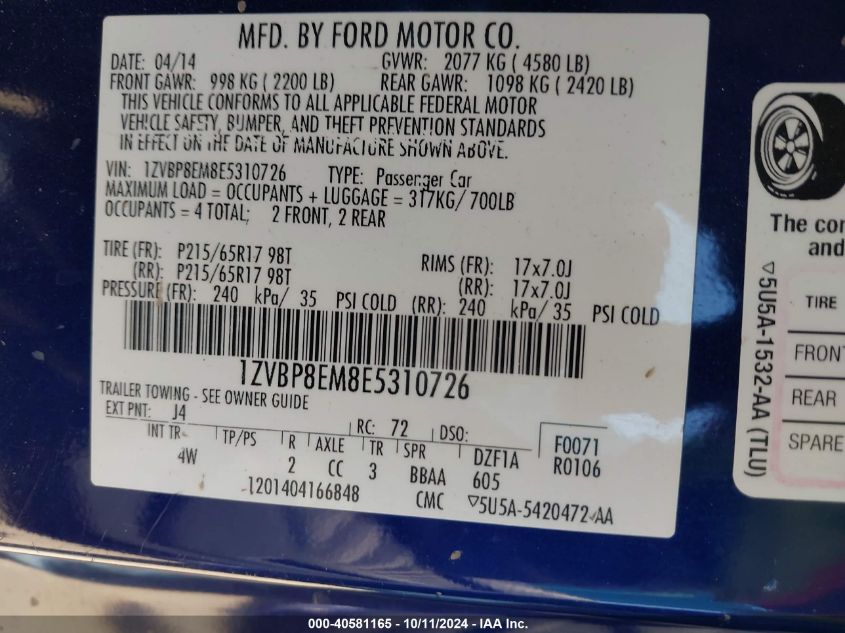 MFD. BY FORD MOTOR CO.
DATE: 04/14 GVWR: 2077 KG ( 4580 LB)
FRONT GAWR: 998 KG ( 2200 LB) REAR GAWR: 1098 KG ( 2420 LB)
THIS VEHICLE CONFORMS TO ALL APPLICABLE FEDERAL MOTOR
VEHICLE SAFETY, BUMPER, AND THEFT PREVENTION STANDARDS
IN EFFECT ON THE DATE OF MANUFACTURE SHOWN ABOVE.
VIN: 1ZVBP8EM8E5310726 TYPE: Passenger Car
MAXIMUM LOAD = OCCUPANTS + LUGGAGE = 317KG/ 700LB
OCCUPANTS = 4 TOTAL; 2 FRONT, 2 REAR
TIRE (FR): P215/65R17 98T RIMS (FR): 17x7.0J
(RR): P215/65R17 98T (RR): 17x7.0J
PRESSURE (FR): 240 kPa/ 35 PSI COLD (RR): 240 kPa/ 35 PSI COLD
1ZVBP8EM8E5310726
TRAILER TOWING - SEE OWNER GUIDE
EXT PNT: J4 RC: 72 DSO:
INT TR TP/PS R AXLE TR SPR DZF1A F0071
4W 2 CC 3 BBAA 605 R0106
1201404166848 CMC ▽5U5A-5420472-AA
The con
and
▽5U5A-1532-AA (TLU)
TIRE
FRONT
REAR
SPARE
000-40581165 - 10/11/2024 - IAA Inc.